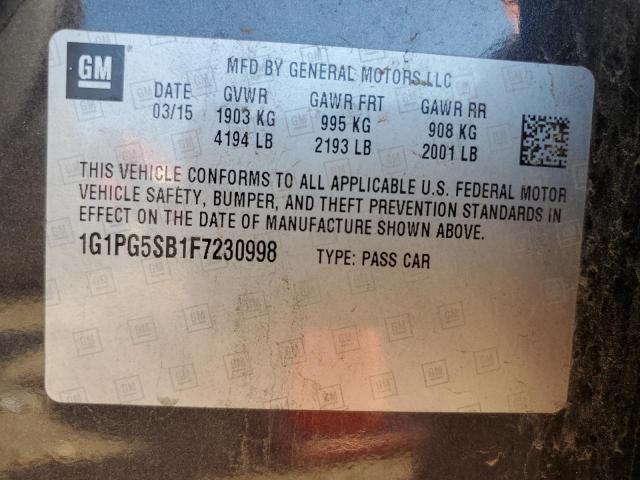 GM
MFD BY GENERAL MOTORS LLC
DATE GVWR GAWR FRT GAWR RR
03/15 1903 KG 995 KG 908 KG
4194 LB 2193 LB 2001 LB
THIS VEHICLE CONFORMS TO ALL APPLICABLE U.S. FEDERAL MOTOR
VEHICLE SAFETY, BUMPER, AND THEFT PREVENTION STANDARDS IN
EFFECT ON THE DATE OF MANUFACTURE SHOWN ABOVE.
1G1PG5SB1F7230998 TYPE: PASS CAR